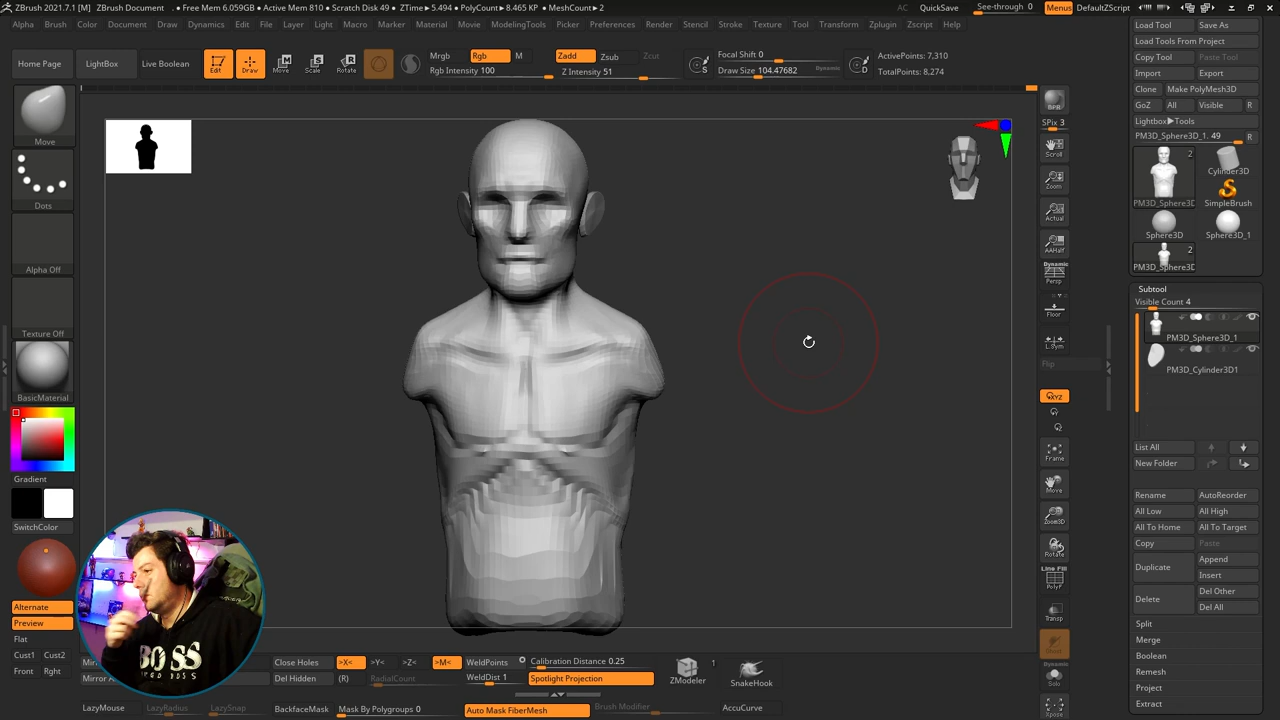 ZBrush 2021.7.1 [M] ZBrush Document . • Free Mem 6.059GB • Active Mem 810 • Scratch Disk 49 • ZTime▶5.494 • PolyCount▶8.465 KP • MeshCount▶2 AC QuickSave See-through 0 Menus DefaultZScript
Alpha Brush Color Document Draw Dynamics Edit File Layer Light Macro Marker Material Movie ModelingTools Picker Preferences Render Stencil Stroke Texture Tool Transform Zplugin Zscript Help
Home Page
LightBox
Live Boolean
Edit
Draw
Move
Scale
Rotate
Mrgb
Rgb
M
Rgb Intensity 100
Zadd
Zsub
Zcut
Z Intensity 51
S
Focal Shift 0
Draw Size 104.47682
Dynamic
D
ActivePoints: 7,310
TotalPoints: 8,274
Move
Dots
Alpha Off
Texture Off
BasicMaterial
Gradient
SwitchColor
Alternate
Preview
Flat
Cust1 Cust2
Front Rght
BOSS
BPR
SPix 3
Scroll
Zoom
Actual
AAHalf
Dynamic
Persp
Floor
L.Sym
XYZ
Frame
Move
Zoom3D
Rotate
Line Fill
PolyF
Transp
Ghost
Dynamic
Solo
Xpose
Load Tool Save As
Load Tools From Project
Copy Tool Paste Tool
Import Export
Clone Make PolyMesh3D
GoZ All Visible R
Lightbox▶Tools
PM3D_Sphere3D_1. 49 R
2
PM3D_Sphere3D
Cylinder3D
SimpleBrush
Sphere3D
Sphere3D_1
2
PM3D_Sphere3D
Subtool
Visible Count 4
PM3D_Sphere3D_1
PM3D_Cylinder3D1
Flip
List All
New Folder
Rename AutoReorder
All Low All High
All To Home All To Target
Copy Paste
Duplicate
Append
Insert
Delete
Del Other
Del All
Split
Merge
Boolean
Remesh
Project
Extract
Close Holes
Del Hidden
>X< >Y< >Z< >M<
(R) RadialCount
WeldPoints
WeldDist 1
Calibration Distance 0.25
Spotlight Projection
ZModeler
1
SnakeHook
LazyMouse LazyRadius LazySnap BackfaceMask Mask By Polygroups 0 Auto Mask FiberMesh Brush Modifier AccuCurve